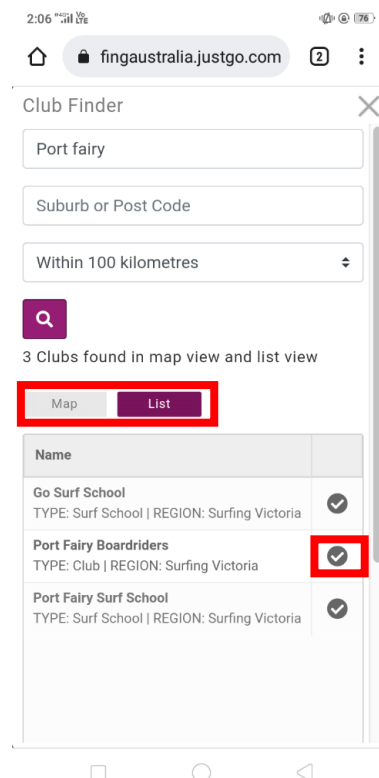 2:06
76
fingaustralia.justgo.com
2
Club Finder
Port fairy
Suburb or Post Code
Within 100 kilometres
3 Clubs found in map view and list view
Map List
Name
Go Surf School
TYPE: Surf School | REGION: Surfing Victoria
Port Fairy Boardriders
TYPE: Club | REGION: Surfing Victoria
Port Fairy Surf School
TYPE: Surf School | REGION: Surfing Victoria